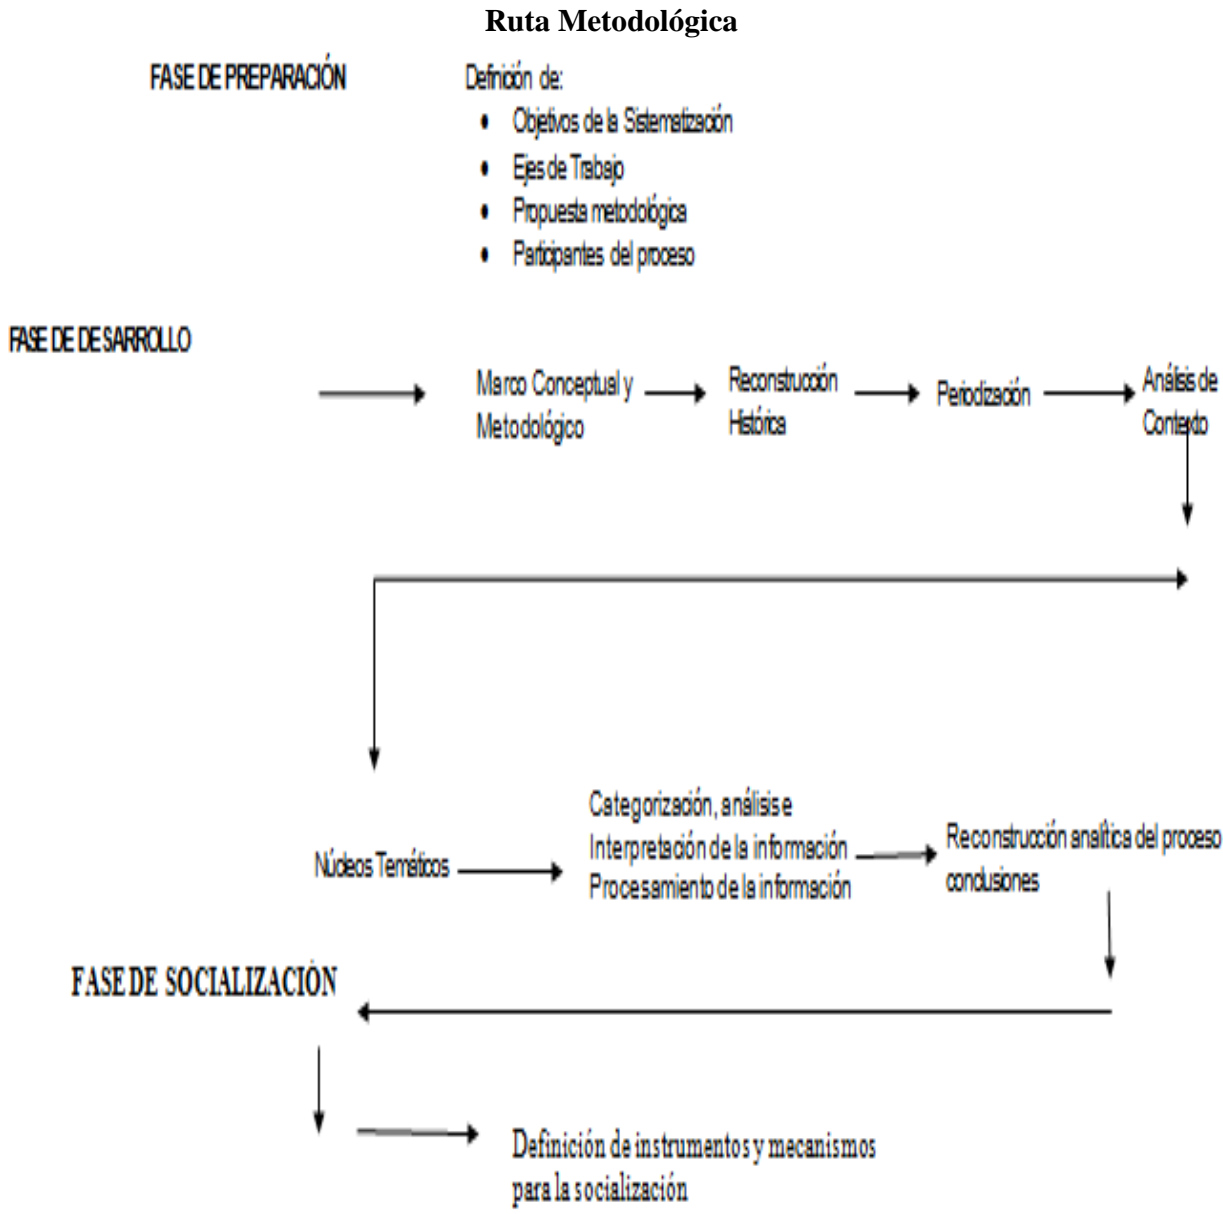 Ruta Metodológica
FASE DE PREPARACIÓN
Definición de:
• Objetivos de la Sistematización
• Ejes de Trabajo
• Propuesta metodológica
• Participantes del proceso
FASE DE DESARROLLO
Marco Conceptual y
Metodológico
Reconstrucción
Histórica
Periodización
Análisis de
Contexto
Núcleos Temáticos
Categorización, análisis e
Interpretación de la información
Procesamiento de la información
Reconstrucción analítica del proceso
conclusiones
FASE DE SOCIALIZACIÓN
Definición de instrumentos y mecanismos
para la socialización